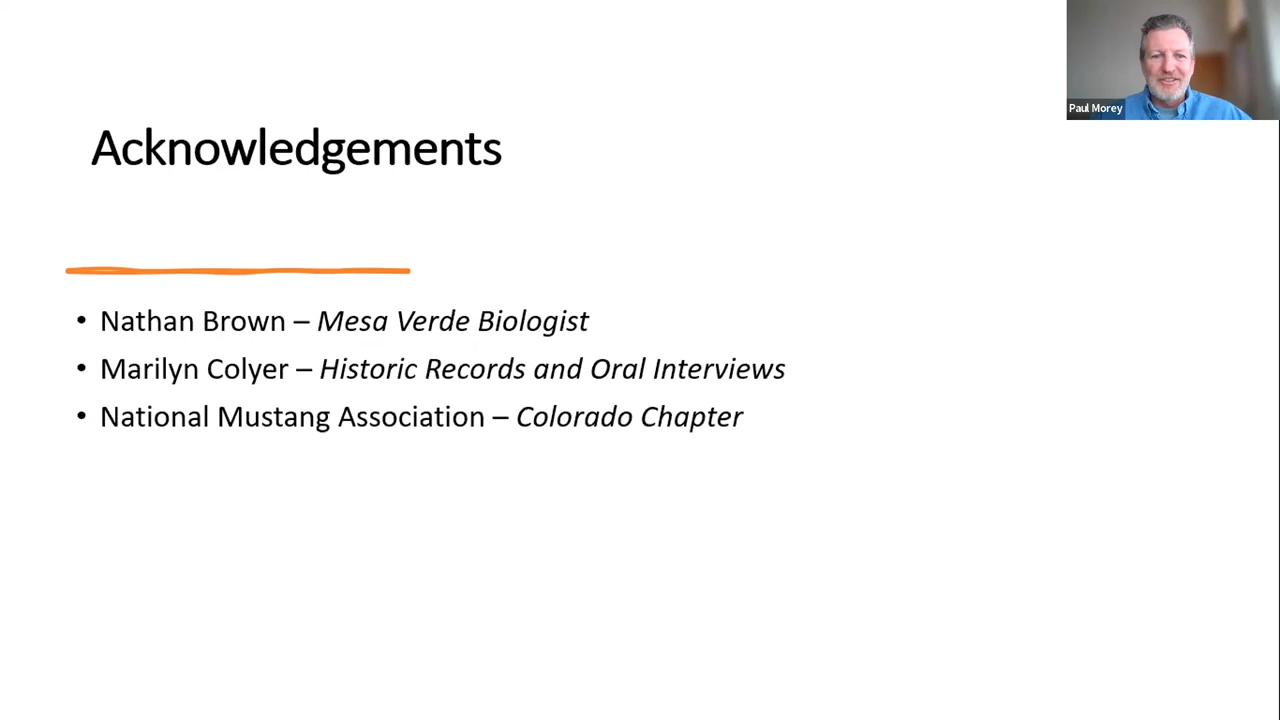 Paul Morey
Acknowledgements
• Nathan Brown – Mesa Verde Biologist
• Marilyn Colyer – Historic Records and Oral Interviews
• National Mustang Association – Colorado Chapter